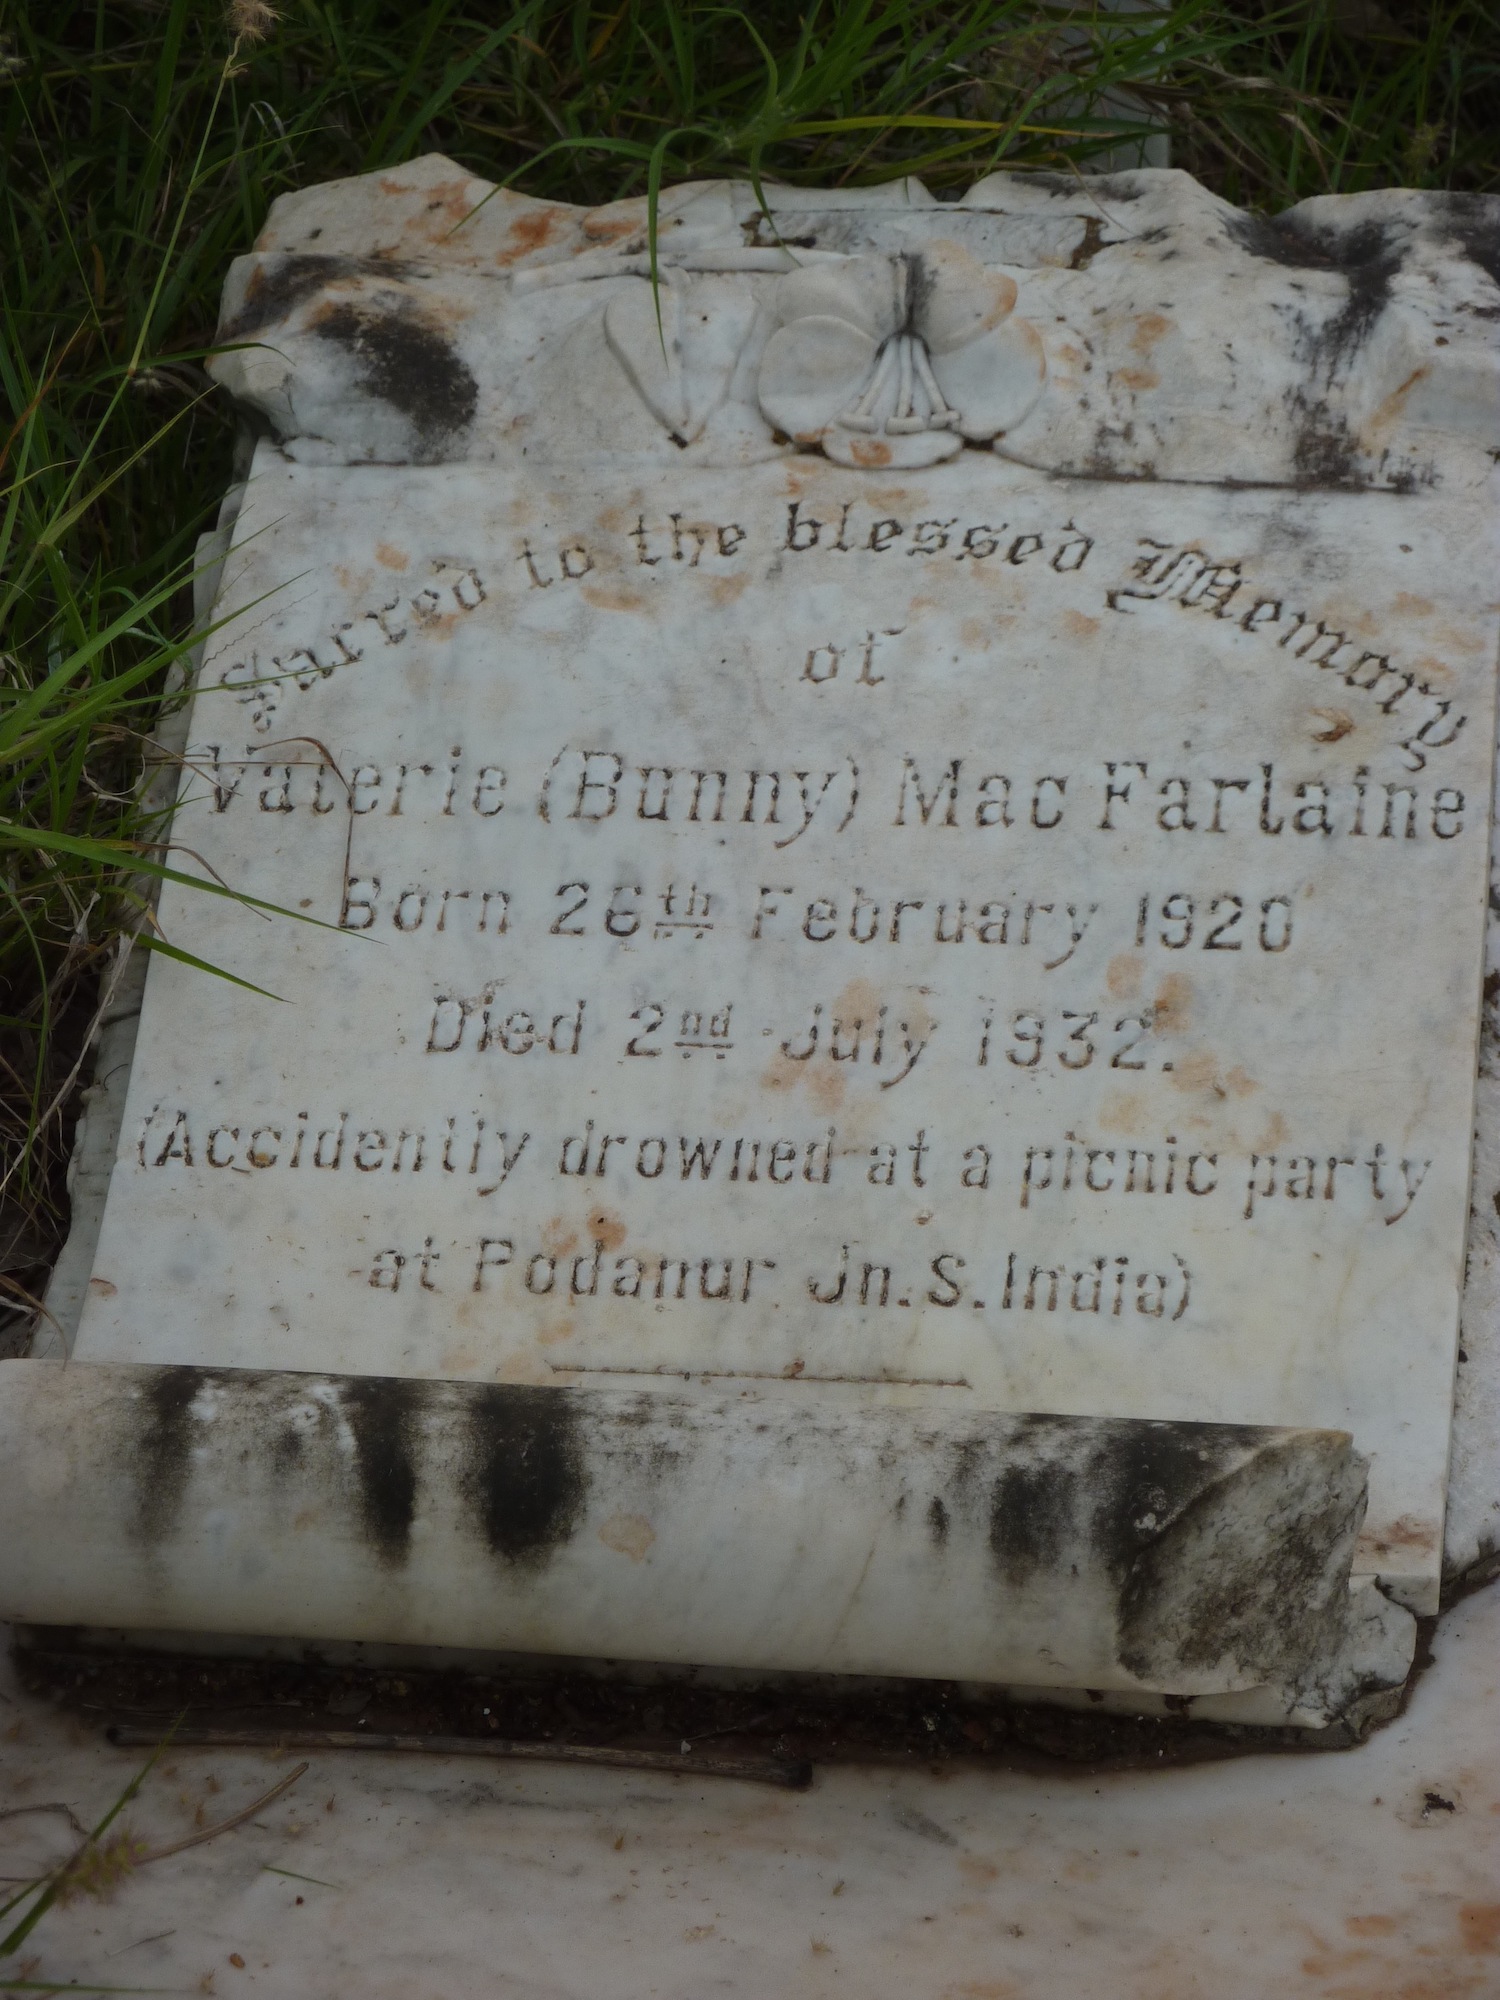 Sacred to the blessed Memory
of
Valerie (Bunny) Mac Farlaine
Born 26th February 1920
Died 2nd July 1932.
(Accidently drowned at a picnic party
at Podanur Jn. S. India)